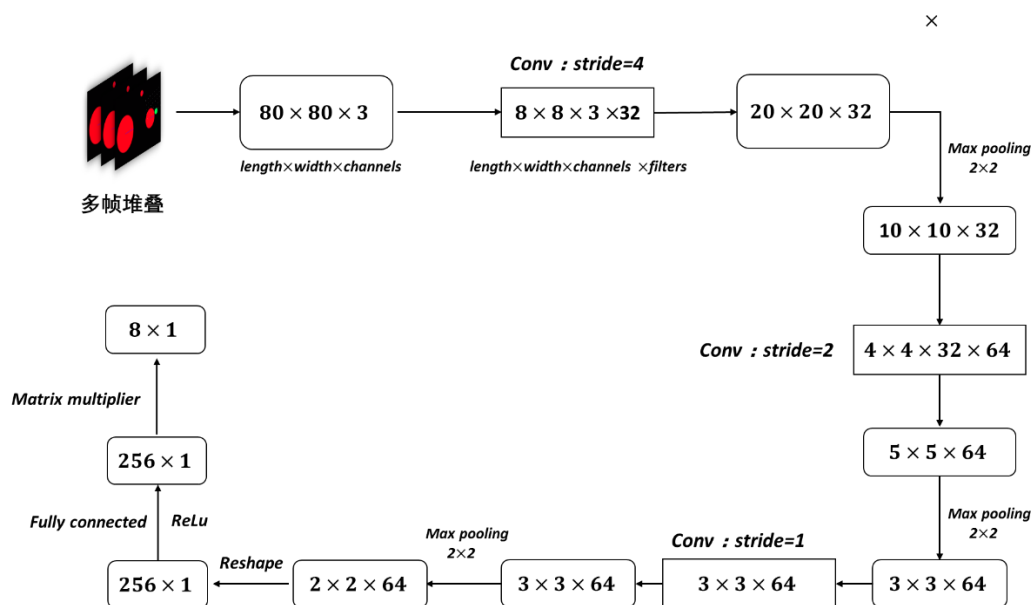 ×
Conv ：stride=4
80 × 80 × 3
8 × 8 × 3 ×32
20 × 20 × 32
length×width×channels
length×width×channels ×filters
多帧堆叠
Max pooling
2×2
10 × 10 × 32
Conv ：stride=2
4 × 4 × 32 × 64
5 × 5 × 64
Max pooling
2×2
3 × 3 × 64
Conv ：stride=1
3 × 3 × 64
3 × 3 × 64
Max pooling
2×2
2 × 2 × 64
Reshape
256 × 1
Fully connected
ReLu
256 × 1
Matrix multiplier
8 × 1